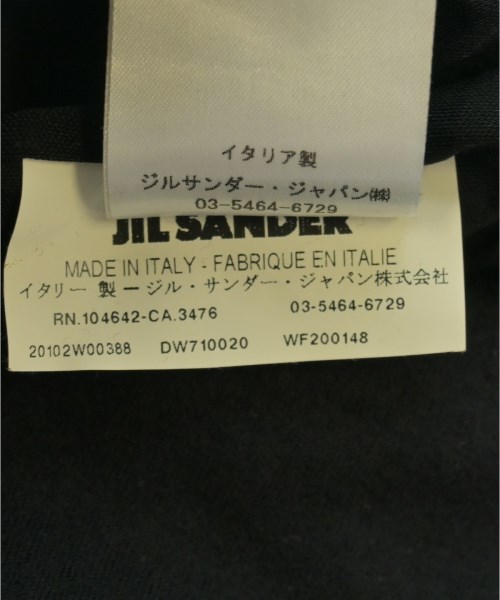 イタリア製
ジルサンダー・ジャパン㈱
03-5464-6729
JIL SANDER
MADE IN ITALY - FABRIQUE EN ITALIE
イタリー 製 ージル・サンダー・ジャパン株式会社
RN.104642-CA.3476 03-5464-6729
20102W00388 DW710020 WF200148